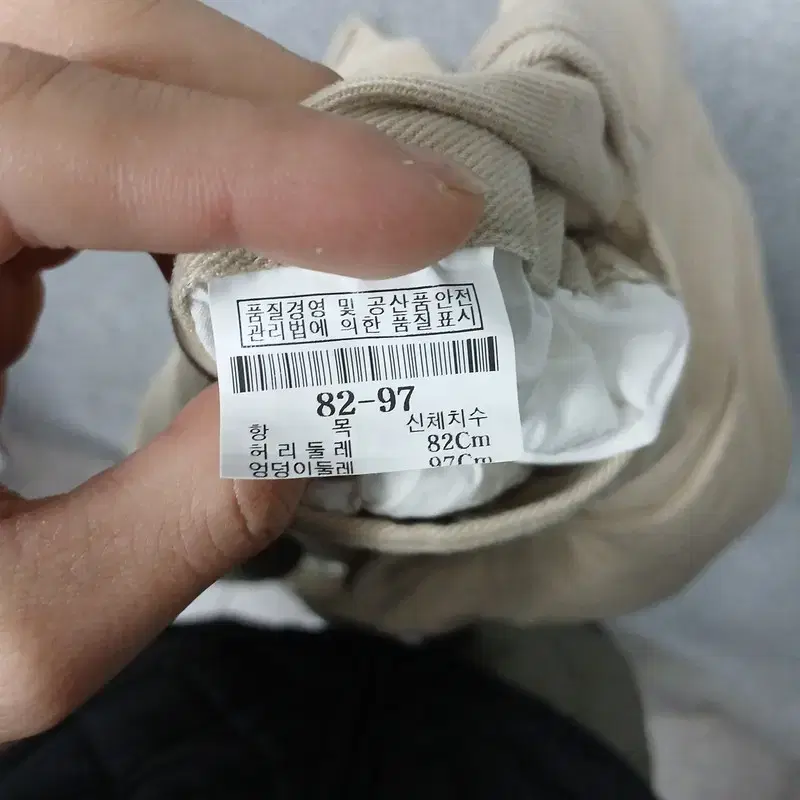 품질경영 및 공산품안전
관리법에 의한 품질표시
82-97
항 목 신체치수
허리둘레 82Cm
엉덩이둘레 97Cm